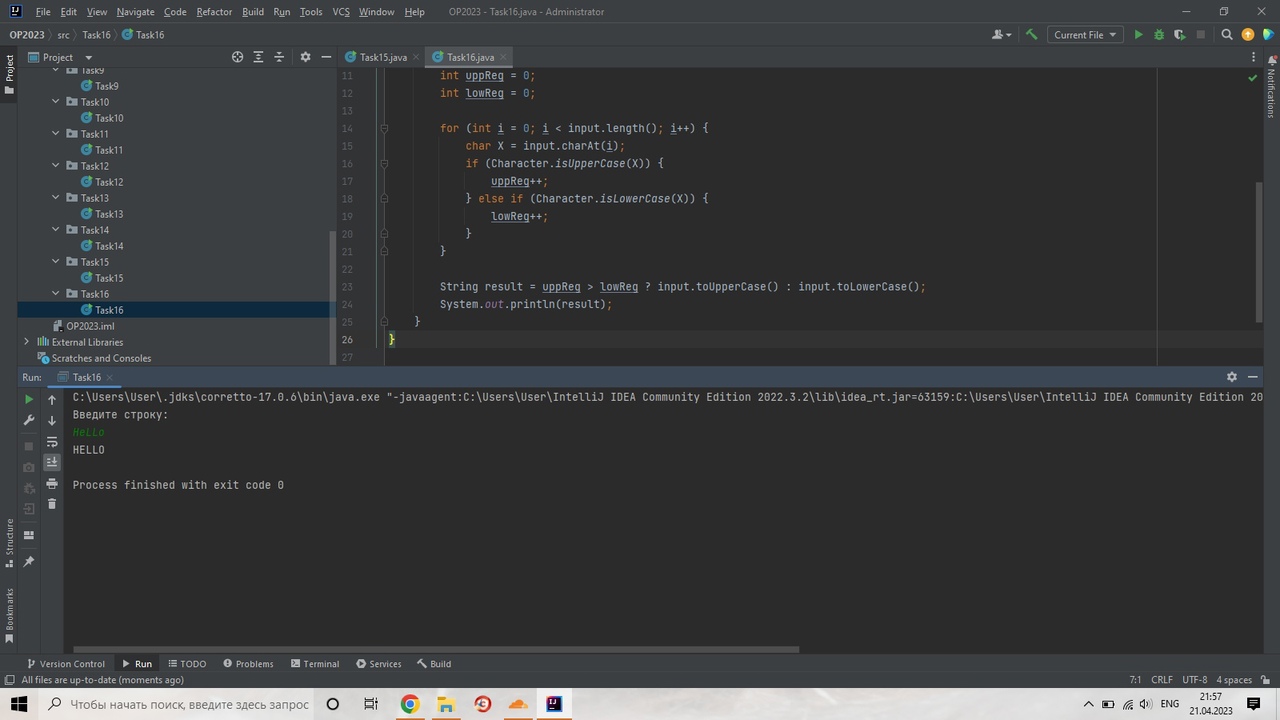 File Edit View Navigate Code Refactor Build Run Tools VCS Window Help OP2023 - Task16.java - Administrator
OP2023 src Task16 Task16 Current File
Project Task15.java Task16.java
Task9
Task9
Task10
Task10
Task11
Task11
Task12
Task12
Task13
Task13
Task14
Task14
Task15
Task15
Task16
Task16
OP2023.iml
External Libraries
Scratches and Consoles
Project
Notifications
11 int uppReg = 0;
12 int lowReg = 0;
13
14 for (int i = 0; i < input.length(); i++) {
15 char X = input.charAt(i);
16 if (Character.isUpperCase(X)) {
17 uppReg++;
18 } else if (Character.isLowerCase(X)) {
19 lowReg++;
20 }
21 }
22
23 String result = uppReg > lowReg ? input.toUpperCase() : input.toLowerCase();
24 System.out.println(result);
25 }
26 }
27
Run: Task16
C:\Users\User\.jdks\corretto-17.0.6\bin\java.exe "-javaagent:C:\Users\User\IntelliJ IDEA Community Edition 2022.3.2\lib\idea_rt.jar=63159:C:\Users\User\IntelliJ IDEA Community Edition 20
Введите строку:
HeLLo
HELLO
Process finished with exit code 0
Structure
Bookmarks
Version Control Run TODO Problems Terminal Services Build
All files are up-to-date (moments ago) 7:1 CRLF UTF-8 4 spaces
Чтобы начать поиск, введите здесь запрос ENG 21:57
21.04.2023